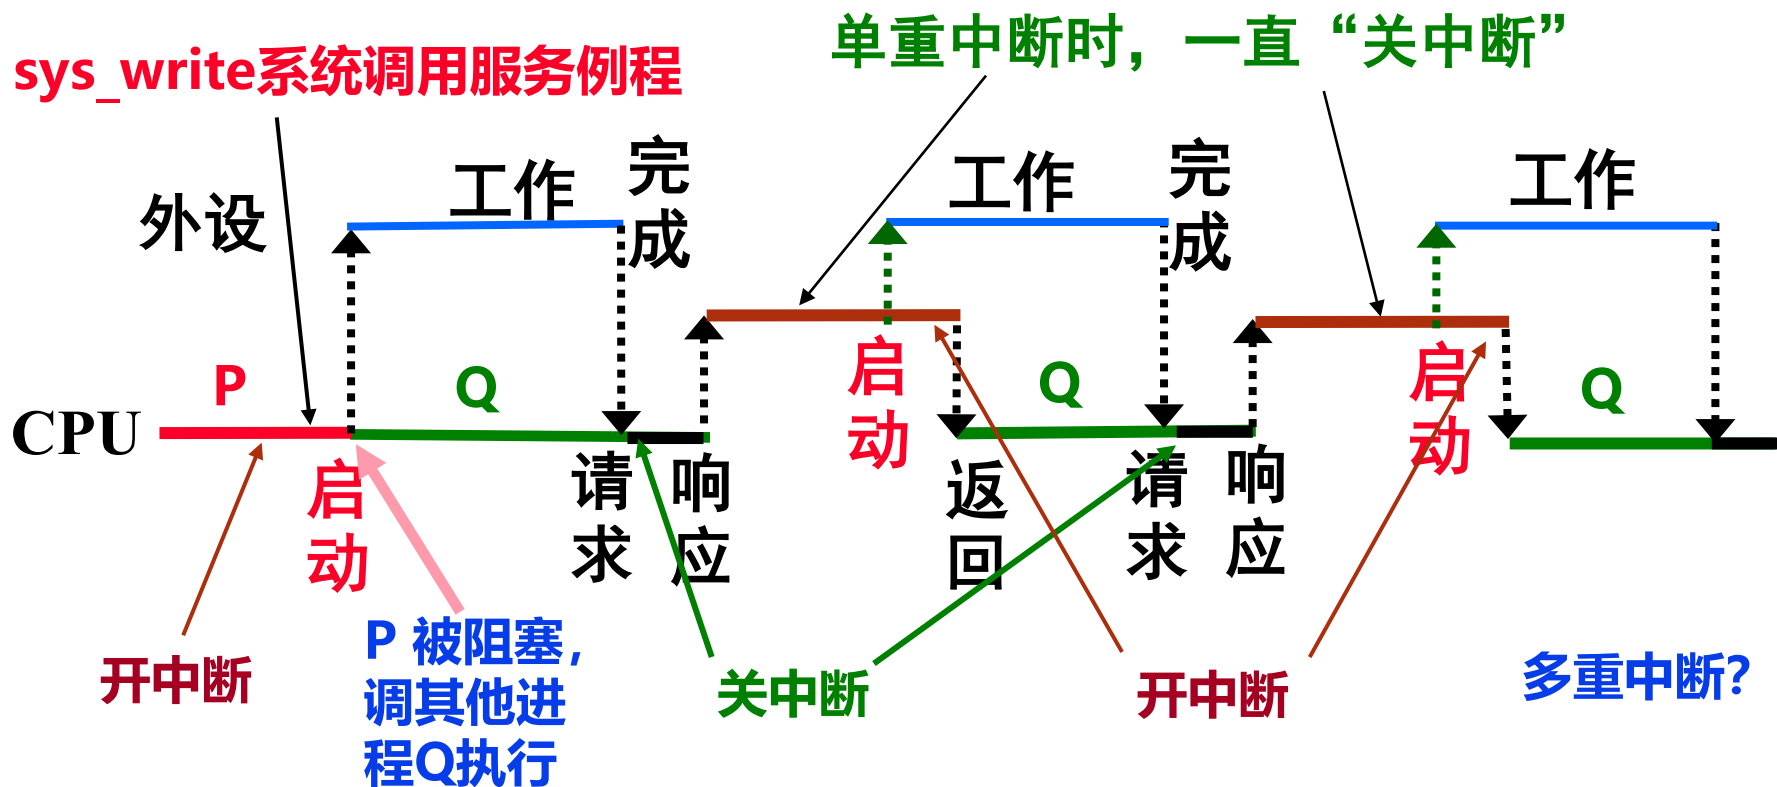 单重中断时，一直“关中断”
sys_write系统调用服务例程
外设
工作
完成
工作
完成
工作
P
Q
启动
Q
启动
Q
CPU
启动
请求
响应
返回
请求
响应
P 被阻塞，
调其他进
程Q执行
开中断
关中断
开中断
多重中断？